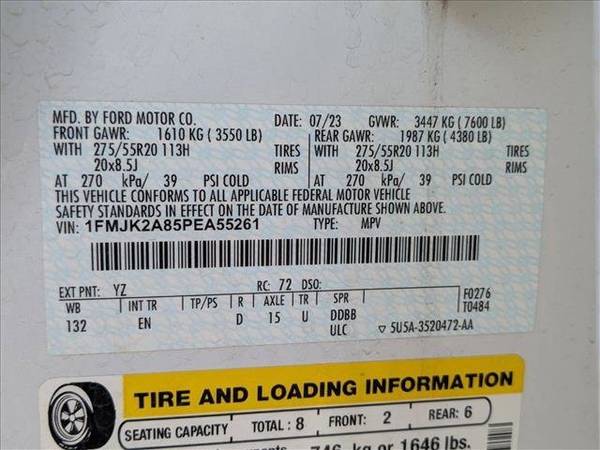 MFD. BY FORD MOTOR CO. DATE: 07/23 GVWR: 3447 KG ( 7600 LB)
FRONT GAWR: 1610 KG ( 3550 LB) REAR GAWR: 1987 KG ( 4380 LB)
WITH 275/55R20 113H TIRES WITH 275/55R20 113H TIRES
20x8.5J RIMS 20x8.5J RIMS
AT 270 kPa/ 39 PSI COLD AT 270 kPa/ 39 PSI COLD
THIS VEHICLE CONFORMS TO ALL APPLICABLE FEDERAL MOTOR VEHICLE
SAFETY STANDARDS IN EFFECT ON THE DATE OF MANUFACTURE SHOWN ABOVE.
VIN: 1FMJK2A85PEA55261 TYPE: MPV
EXT PNT: YZ RC: 72 DSO:
WB INT TR TP/PS R AXLE TR SPR F0276
132 EN D 15 U DDBB T0484
ULC 5U5A-3520472-AA
TIRE AND LOADING INFORMATION
SEATING CAPACITY TOTAL: 8 FRONT: 2 REAR: 6
746 kg or 1646 lbs.